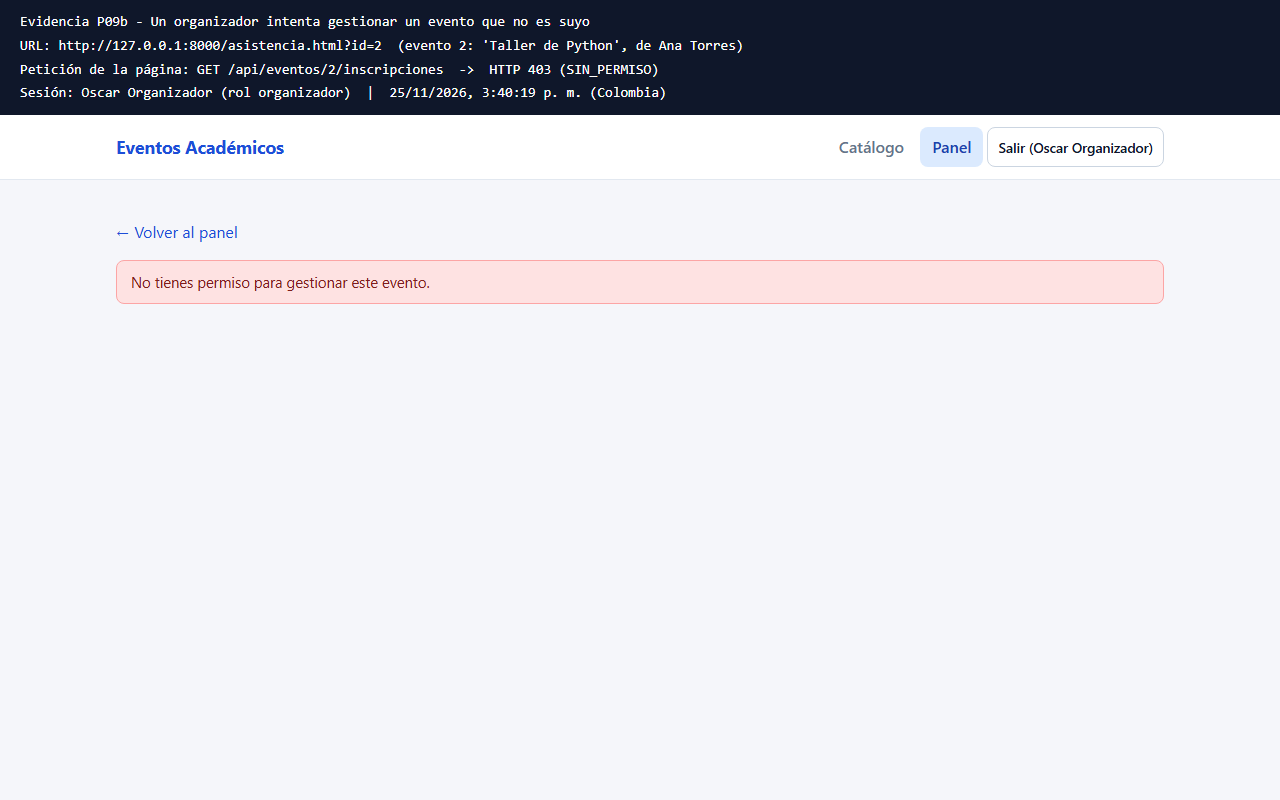 Evidencia P09b - Un organizador intenta gestionar un evento que no es suyo
URL: http://127.0.0.1:8000/asistencia.html?id=2  (evento 2: 'Taller de Python', de Ana Torres)
Petición de la página: GET /api/eventos/2/inscripciones  ->  HTTP 403 (SIN_PERMISO)
Sesión: Oscar Organizador (rol organizador)  |  25/11/2026, 3:40:19 p. m. (Colombia)
Eventos Académicos
Catálogo
Panel
Salir (Oscar Organizador)
← Volver al panel
No tienes permiso para gestionar este evento.